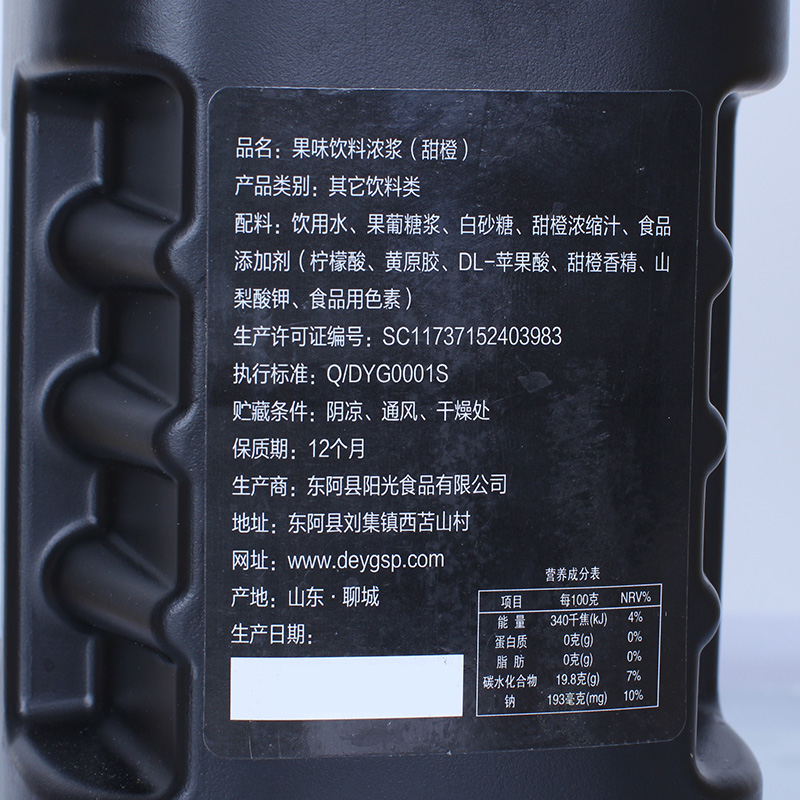 品名：果味饮料浓浆（甜橙）
产品类别：其它饮料类
配料：饮用水、果葡糖浆、白砂糖、甜橙浓缩汁、食品
添加剂（柠檬酸、黄原胶、DL-苹果酸、甜橙香精、山
梨酸钾、食品用色素）
生产许可证编号：SC11737152403983
执行标准：Q/DYG0001S
贮藏条件：阴凉、通风、干燥处
保质期：12个月
生产商：东阿县阳光食品有限公司
地址：东阿县刘集镇西苫山村
网址：www.deygsp.com
产地：山东·聊城
生产日期：
营养成分表
项目 每100克 NRV%
能 量 340千焦(kJ) 4%
蛋白质 0克(g) 0%
脂 肪 0克(g) 0%
碳水化合物 19.8克(g) 7%
钠 193毫克(mg) 10%